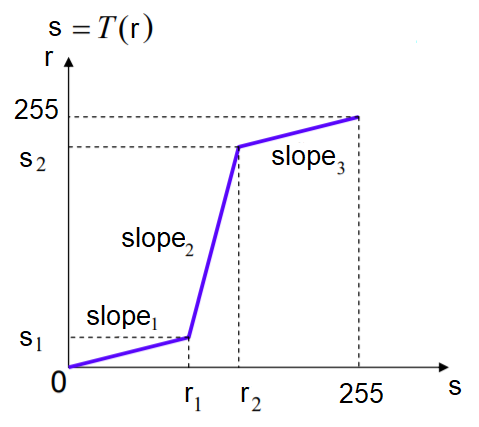 s = T(r)
r
255
s2
slope3
slope2
slope1
s1
0
r1 r2 255 s